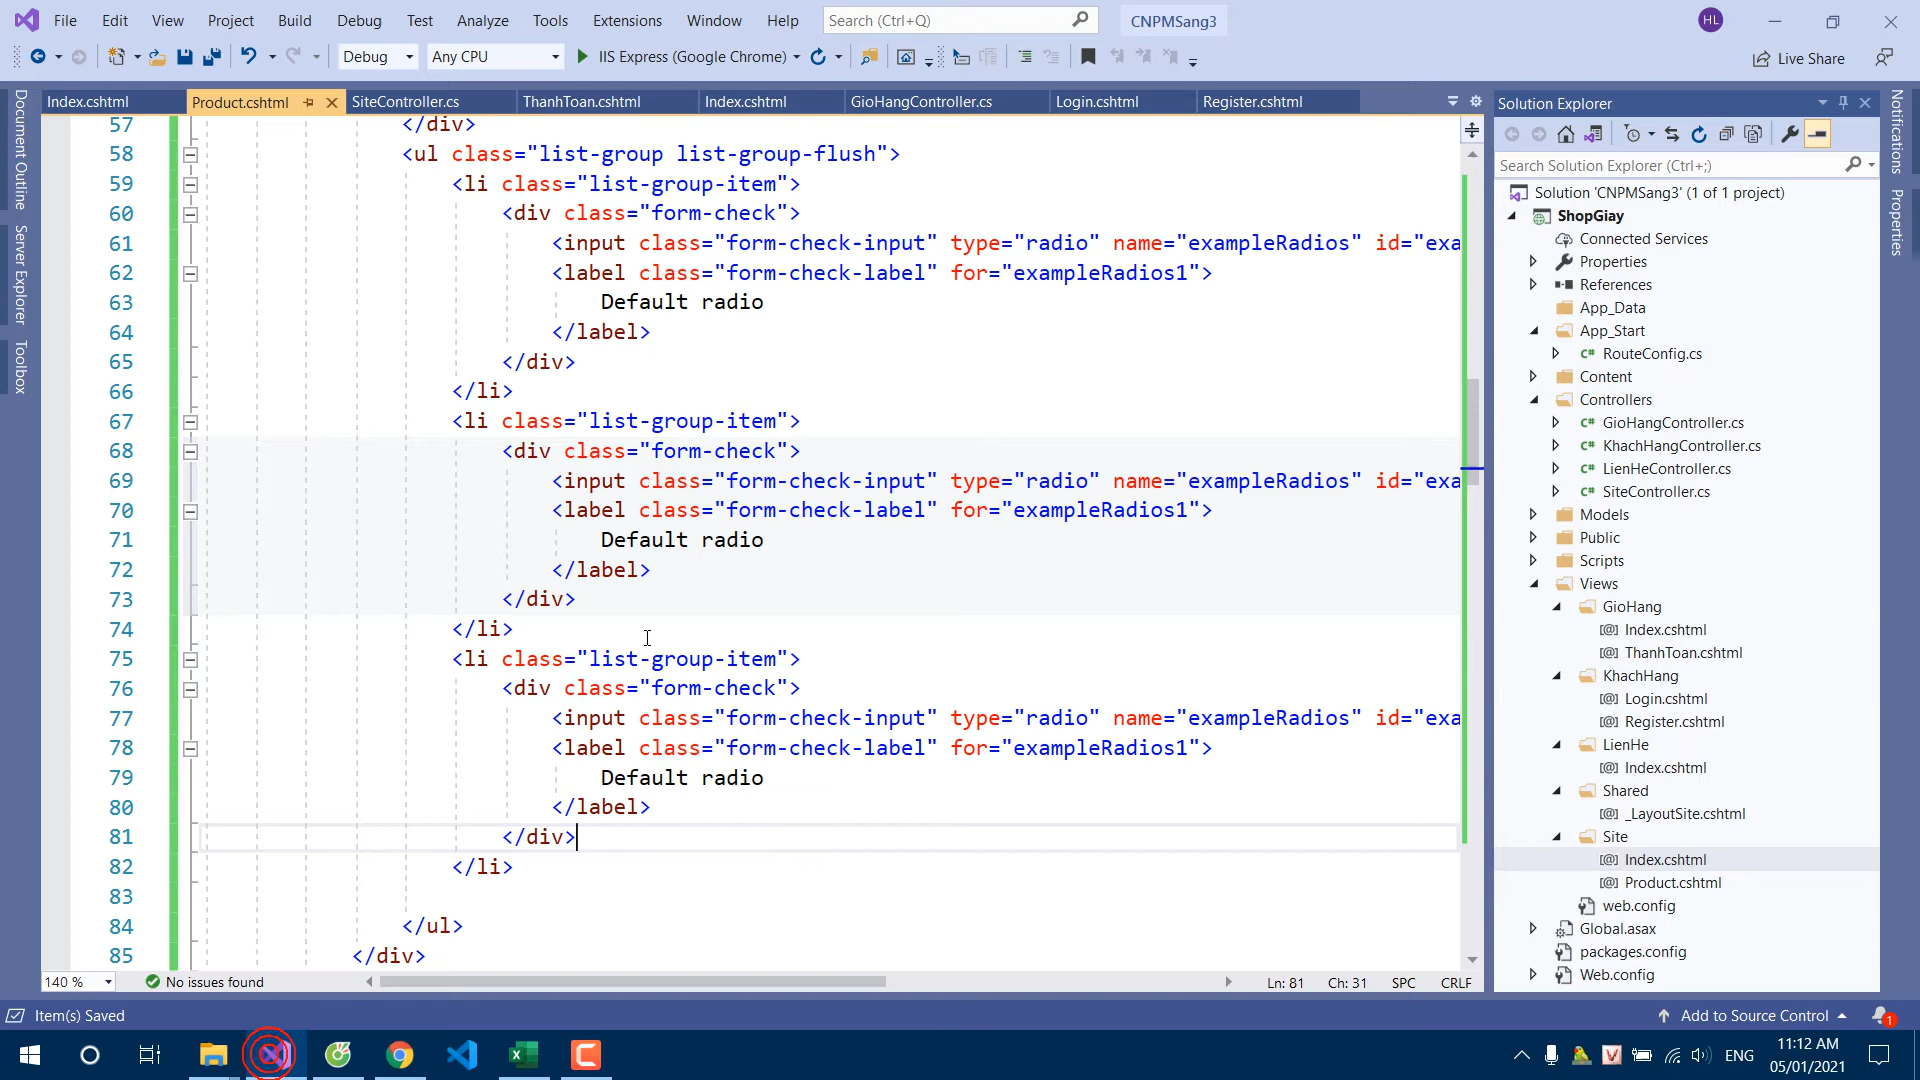 File Edit View Project Build Debug Test Analyze Tools Extensions Window Help Search (Ctrl+Q) CNPMSang3 HL
Debug Any CPU IIS Express (Google Chrome) Live Share
Index.cshtml Product.cshtml SiteController.cs ThanhToan.cshtml Index.cshtml GioHangController.cs Login.cshtml Register.cshtml
57 </div>
58 <ul class="list-group list-group-flush">
59 <li class="list-group-item">
60 <div class="form-check">
61 <input class="form-check-input" type="radio" name="exampleRadios" id="exa
62 <label class="form-check-label" for="exampleRadios1">
63 Default radio
64 </label>
65 </div>
66 </li>
67 <li class="list-group-item">
68 <div class="form-check">
69 <input class="form-check-input" type="radio" name="exampleRadios" id="exa
70 <label class="form-check-label" for="exampleRadios1">
71 Default radio
72 </label>
73 </div>
74 </li>
75 <li class="list-group-item">
76 <div class="form-check">
77 <input class="form-check-input" type="radio" name="exampleRadios" id="exa
78 <label class="form-check-label" for="exampleRadios1">
79 Default radio
80 </label>
81 </div>
82 </li>
83
84 </ul>
85 </div>
140 % No issues found Ln: 81 Ch: 31 SPC CRLF
Document Outline
Server Explorer
Toolbox
Solution Explorer
Search Solution Explorer (Ctrl+;)
Solution 'CNPMSang3' (1 of 1 project)
ShopGiay
Connected Services
Properties
References
App_Data
App_Start
C# RouteConfig.cs
Content
Controllers
C# GioHangController.cs
C# KhachHangController.cs
C# LienHeController.cs
C# SiteController.cs
Models
Public
Scripts
Views
GioHang
Index.cshtml
ThanhToan.cshtml
KhachHang
Login.cshtml
Register.cshtml
LienHe
Index.cshtml
Shared
_LayoutSite.cshtml
Site
Index.cshtml
Product.cshtml
web.config
Global.asax
packages.config
Web.config
Notifications
Properties
Item(s) Saved Add to Source Control 1
ENG 11:12 AM
05/01/2021